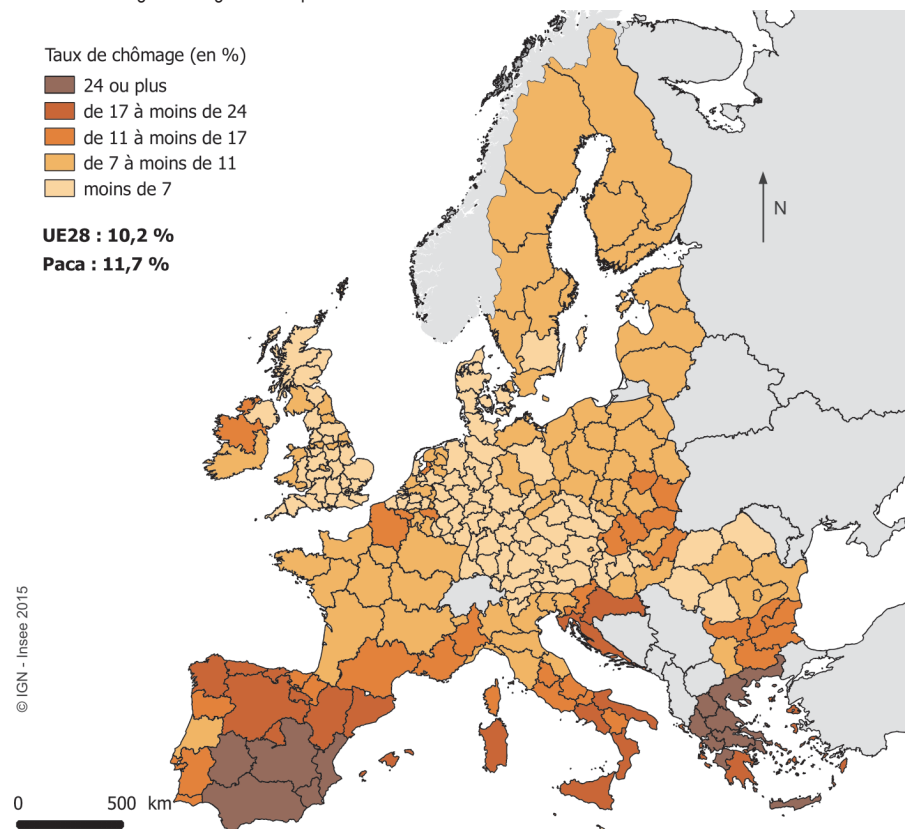 Taux de chômage (en %)
24 ou plus
de 17 à moins de 24
de 11 à moins de 17
de 7 à moins de 11
moins de 7
UE28 : 10,2 %
Paca : 11,7 %
N
© IGN - Insee 2015
0 500 km